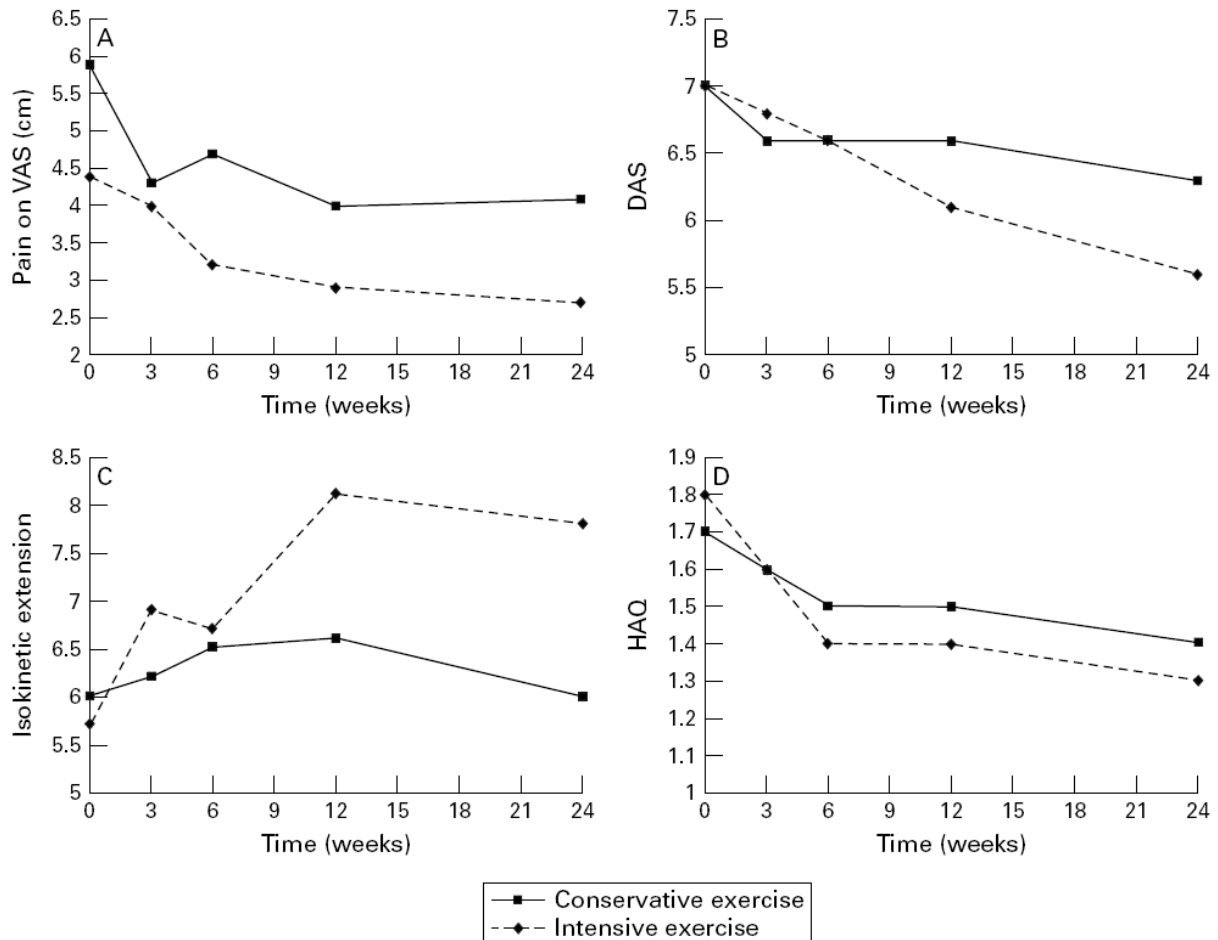 A
Pain on VAS (cm)
6.5
6
5.5
5
4.5
4
3.5
3
2.5
2
0 3 6 12 15 18 21 24
Time (weeks)
B
DAS
7.5
7
6.5
6
5.5
5
0 3 6 12 15 18 21 24
Time (weeks)
C
Isokinetic extension
8.5
8
7.5
7
6.5
6
5.5
5
0 3 6 12 15 18 21 24
Time (weeks)
D
HAQ
1.9
1.8
1.7
1.6
1.5
1.4
1.3
1.2
1.1
1
0 3 6 12 15 18 21 24
Time (weeks)
Conservative exercise
Intensive exercise